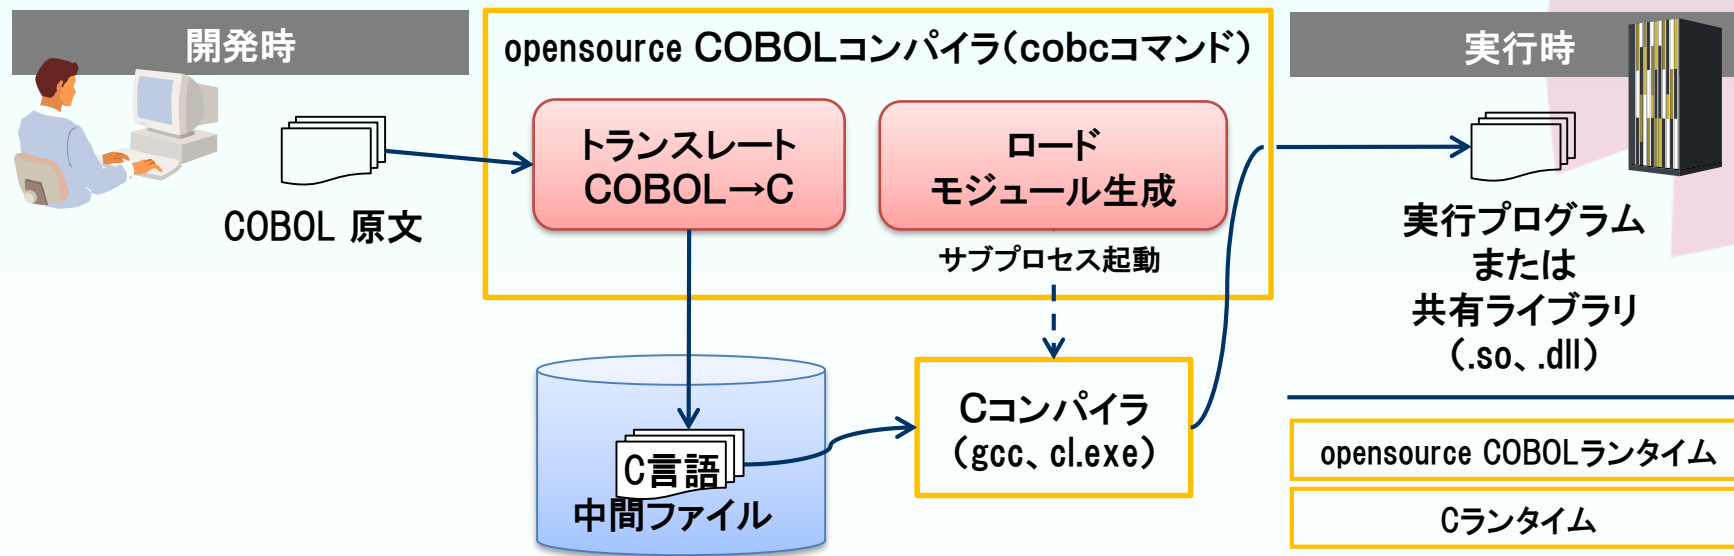 開発時
opensource COBOLコンパイラ(cobcコマンド)
実行時
トランスレート
COBOL→C
ロード
モジュール生成
COBOL 原文
サブプロセス起動
実行プログラム
または
共有ライブラリ
(.so、.dll)
Cコンパイラ
(gcc、cl.exe)
C言語
中間ファイル
opensource COBOLランタイム
Cランタイム